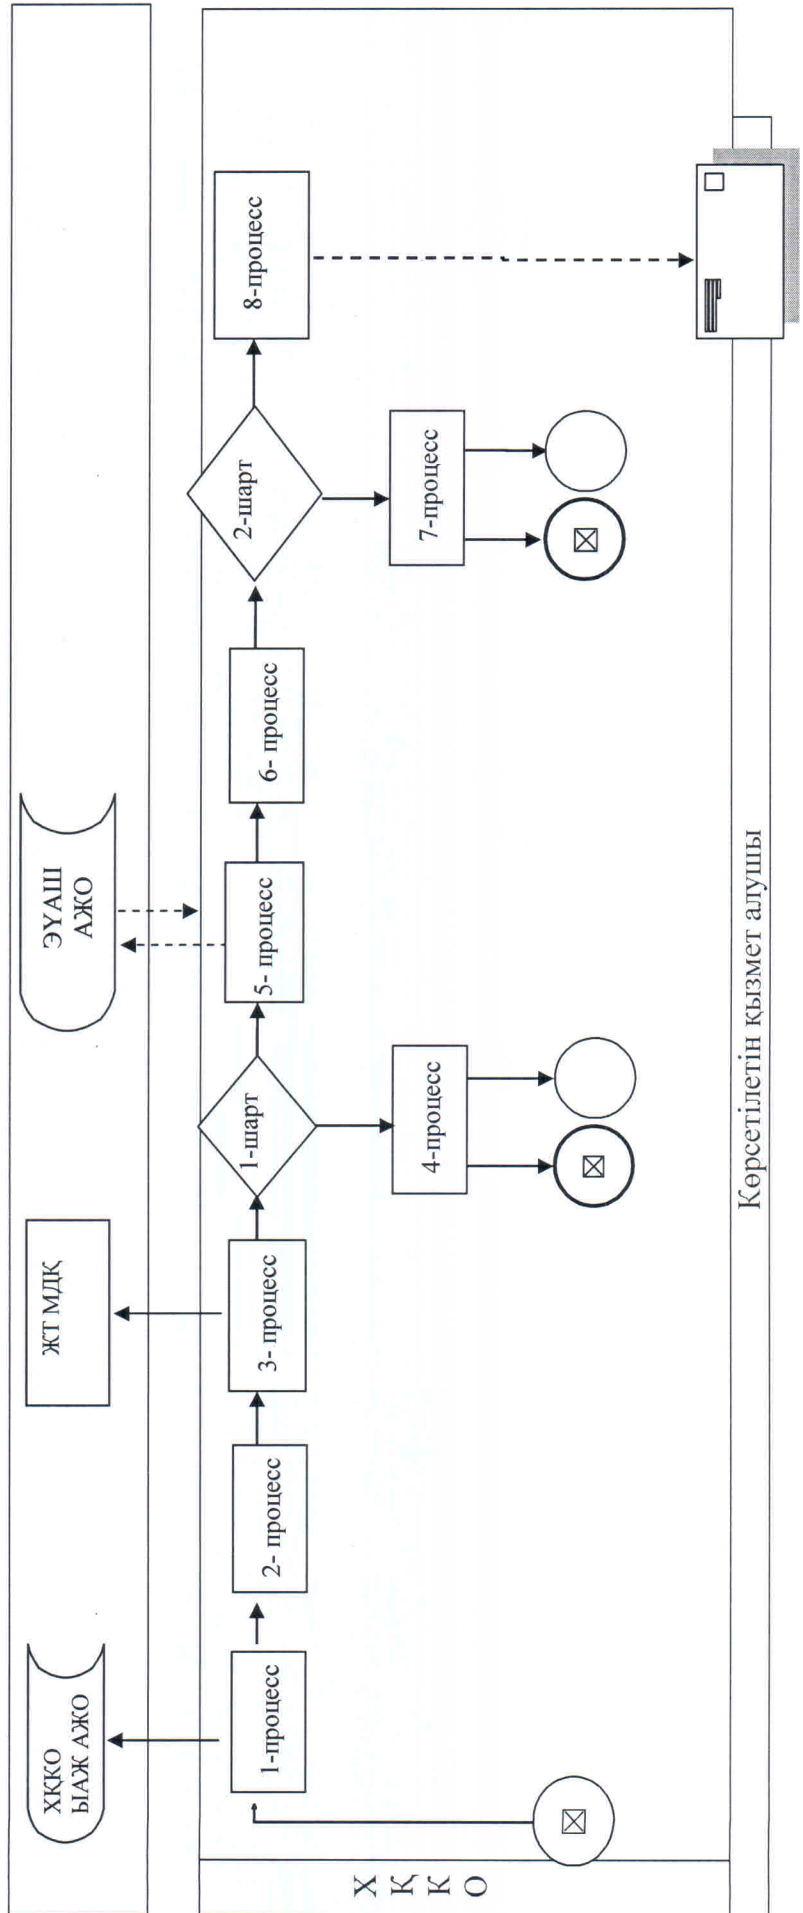 ХҚКО
ЫАЖ АЖО
ЖТ МДҚ
ЭҮАШ
АЖО
1-процесс
2- процесс
3- процесс
1-шарт
5- процесс
6- процесс
2-шарт
8-процесс
4-процесс
7-процесс
Х
Қ
К
О
Көрсетілетін қызмет алушы